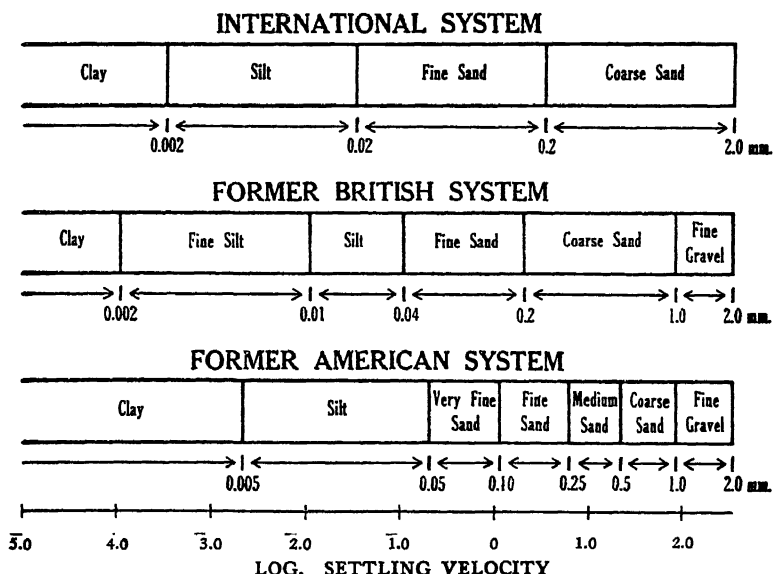 INTERNATIONAL SYSTEM
Clay Silt Fine Sand Coarse Sand
0.002 0.02 0.2 2.0 mm.
FORMER BRITISH SYSTEM
Clay Fine Silt Silt Fine Sand Coarse Sand Fine Gravel
0.002 0.01 0.04 0.2 1.0 2.0 mm.
FORMER AMERICAN SYSTEM
Clay Silt Very Fine Sand Fine Sand Medium Sand Coarse Sand Fine Gravel
0.005 0.05 0.10 0.25 0.5 1.0 2.0 mm.
5̅.0 4̅.0 3̅.0 2̅.0 1̅.0 0 1.0 2.0
LOG. SETTLING VELOCITY